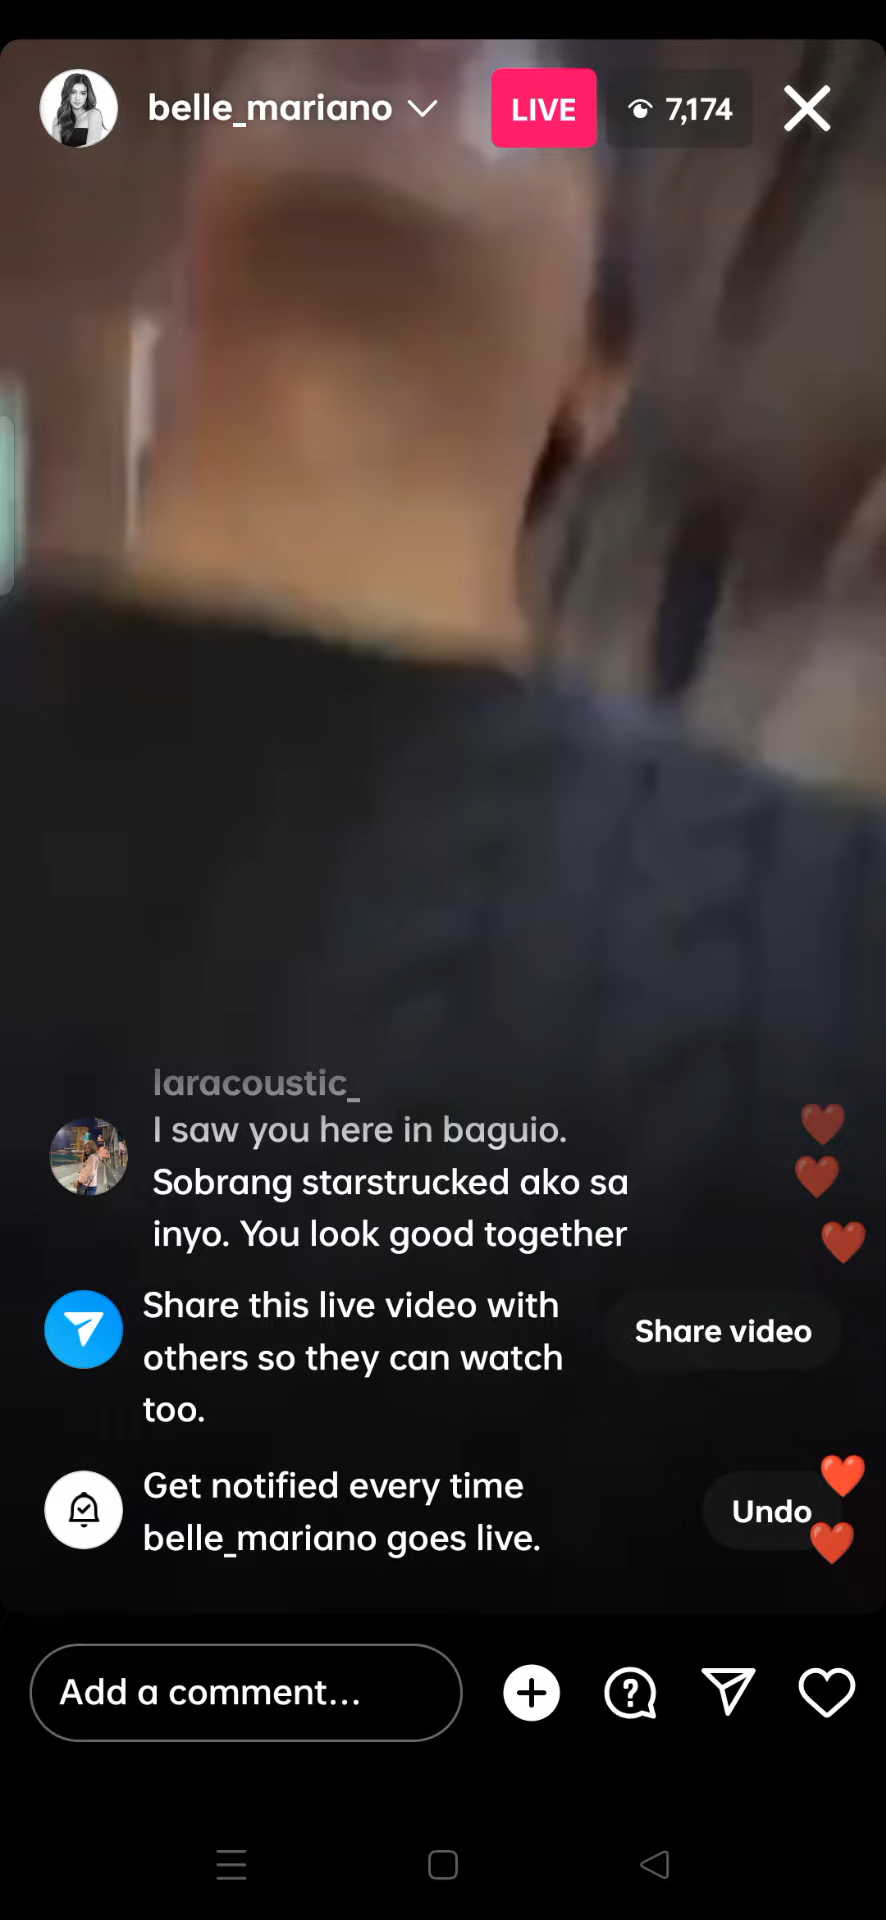 belle_mariano
LIVE
7,174
laracoustic_
I saw you here in baguio.
Sobrang starstrucked ako sa
inyo. You look good together
Share this live video with
others so they can watch
too.
Share video
Get notified every time
belle_mariano goes live.
Undo
Add a comment...